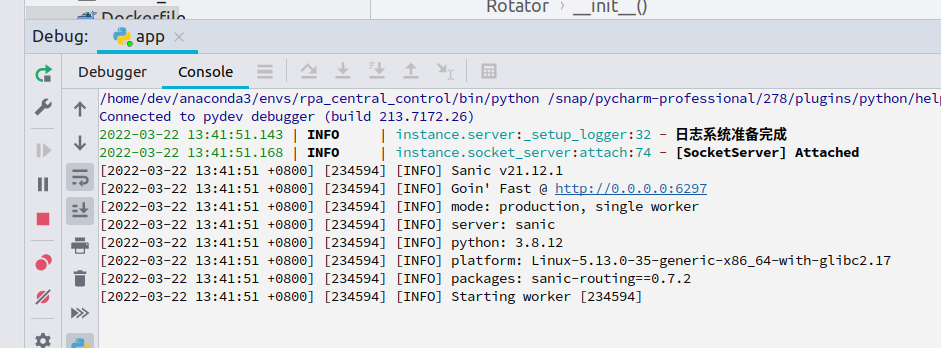 Dockerfile
Rotator › __init__()
Debug: app
Debugger Console
/home/dev/anaconda3/envs/rpa_central_control/bin/python /snap/pycharm-professional/278/plugins/python/help
Connected to pydev debugger (build 213.7172.26)
2022-03-22 13:41:51.143 | INFO     | instance.server:_setup_logger:32 - 日志系统准备完成
2022-03-22 13:41:51.168 | INFO     | instance.socket_server:attach:74 - [SocketServer] Attached
[2022-03-22 13:41:51 +0800] [234594] [INFO] Sanic v21.12.1
[2022-03-22 13:41:51 +0800] [234594] [INFO] Goin' Fast @ http://0.0.0.0:6297
[2022-03-22 13:41:51 +0800] [234594] [INFO] mode: production, single worker
[2022-03-22 13:41:51 +0800] [234594] [INFO] server: sanic
[2022-03-22 13:41:51 +0800] [234594] [INFO] python: 3.8.12
[2022-03-22 13:41:51 +0800] [234594] [INFO] platform: Linux-5.13.0-35-generic-x86_64-with-glibc2.17
[2022-03-22 13:41:51 +0800] [234594] [INFO] packages: sanic-routing==0.7.2
[2022-03-22 13:41:51 +0800] [234594] [INFO] Starting worker [234594]